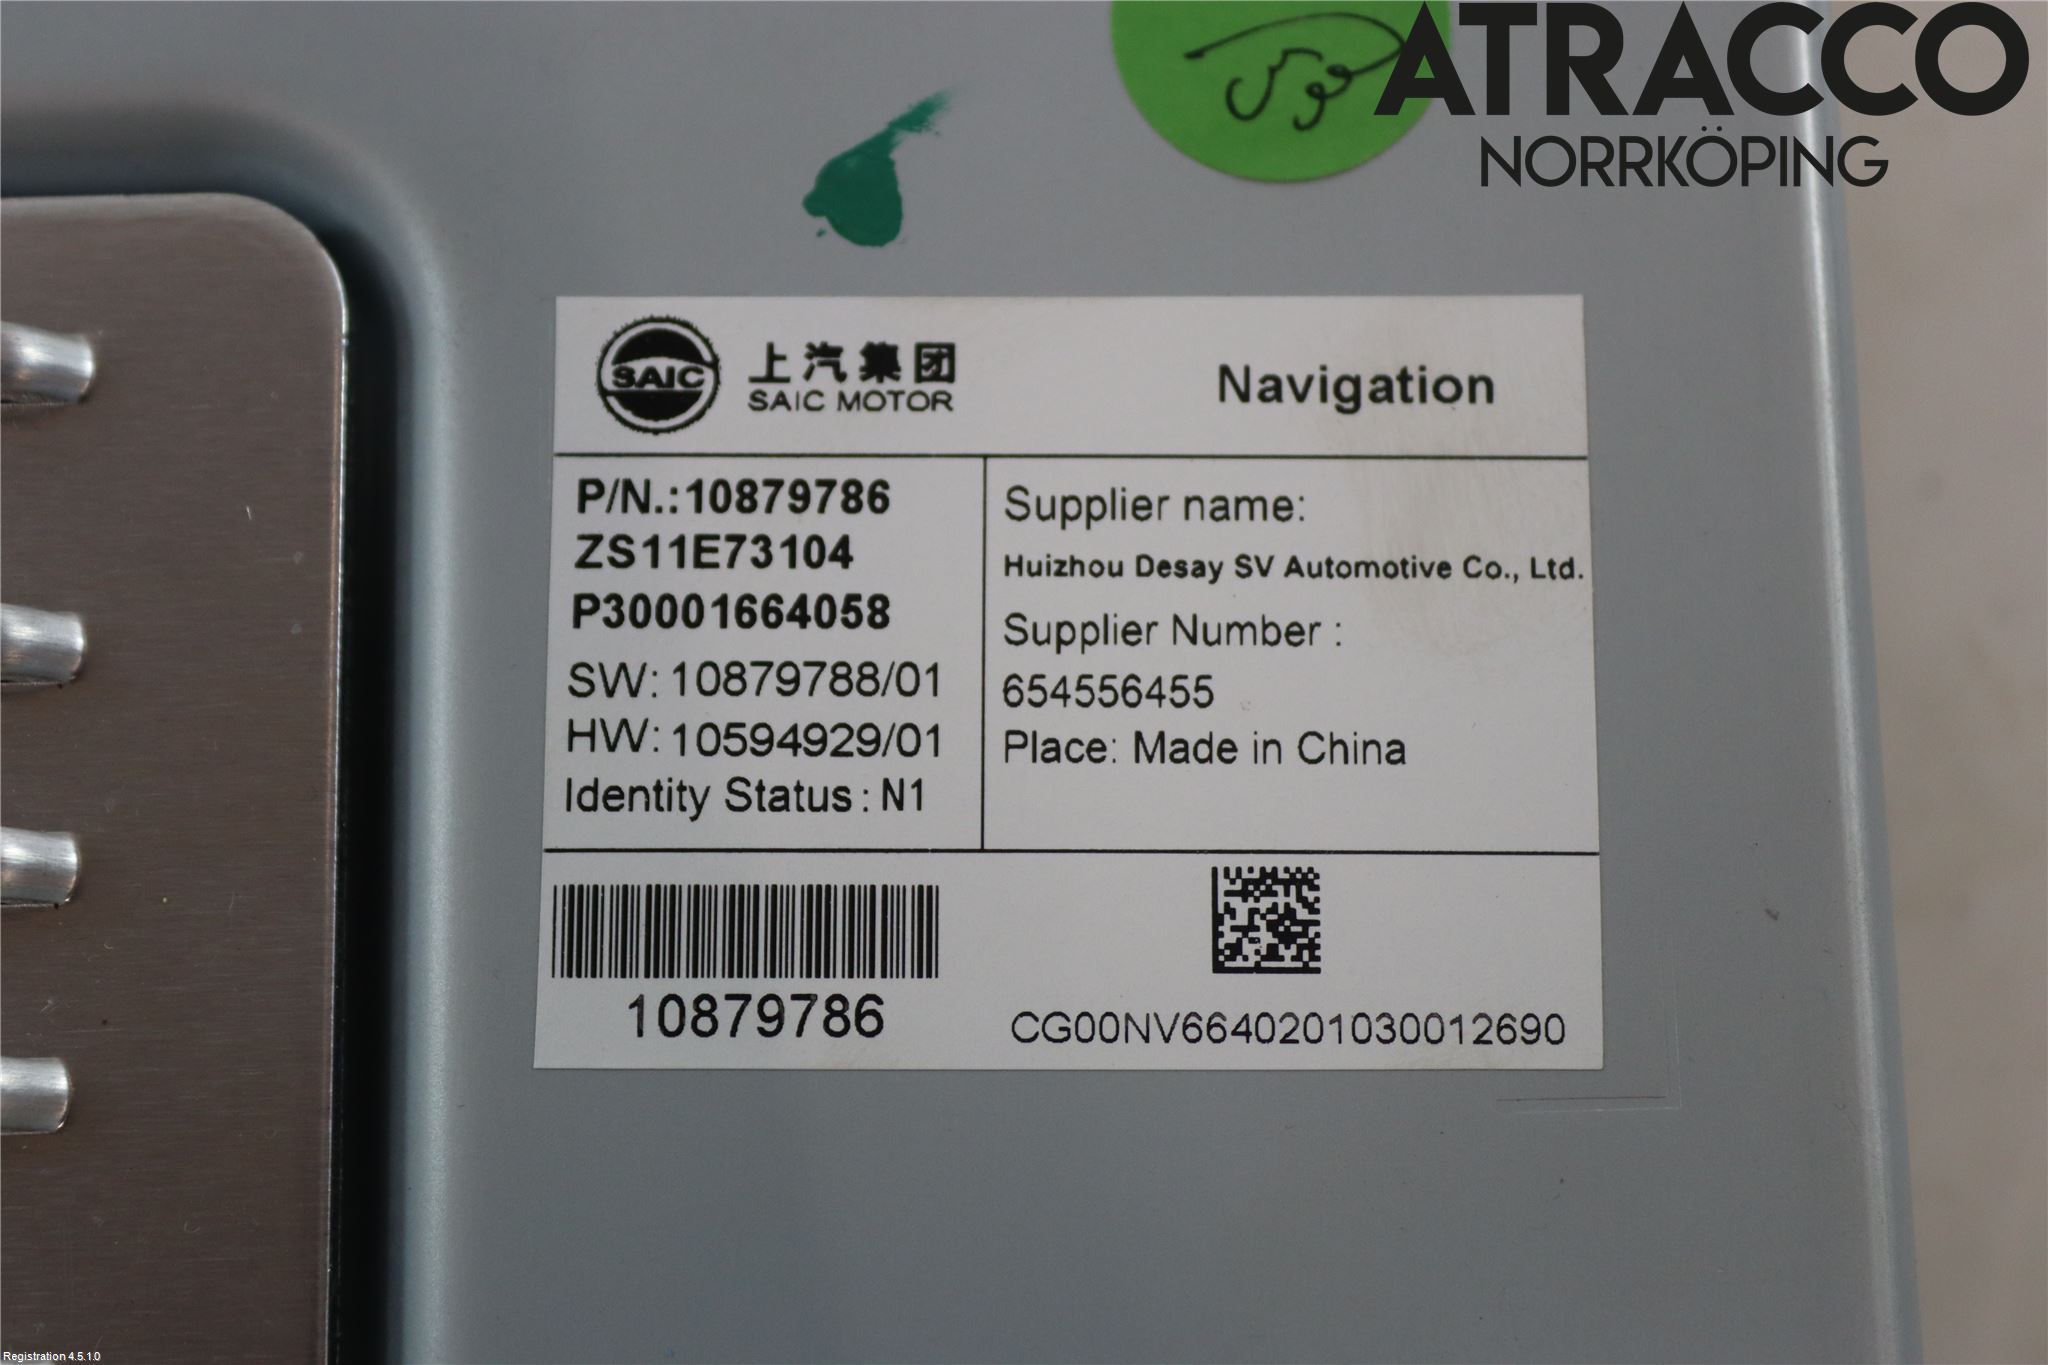 ATRACCO
NORRKÖPING
SAIC
上汽集团
SAIC MOTOR
Navigation
P/N.:10879786
ZS11E73104
P30001664058
SW: 10879788/01
HW: 10594929/01
Identity Status : N1
Supplier name:
Huizhou Desay SV Automotive Co., Ltd.
Supplier Number :
654556455
Place: Made in China
10879786
CG00NV6640201030012690
Registration 4.5.1.0